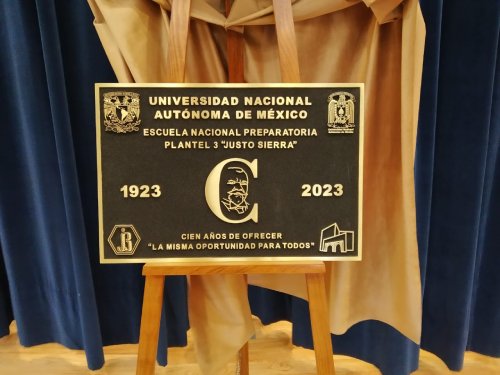 UNIVERSIDAD NACIONAL
AUTÓNOMA DE MÉXICO
ESCUELA NACIONAL PREPARATORIA
PLANTEL 3 "JUSTO SIERRA"
1923
C
2023
CIEN AÑOS DE OFRECER
"LA MISMA OPORTUNIDAD PARA TODOS"